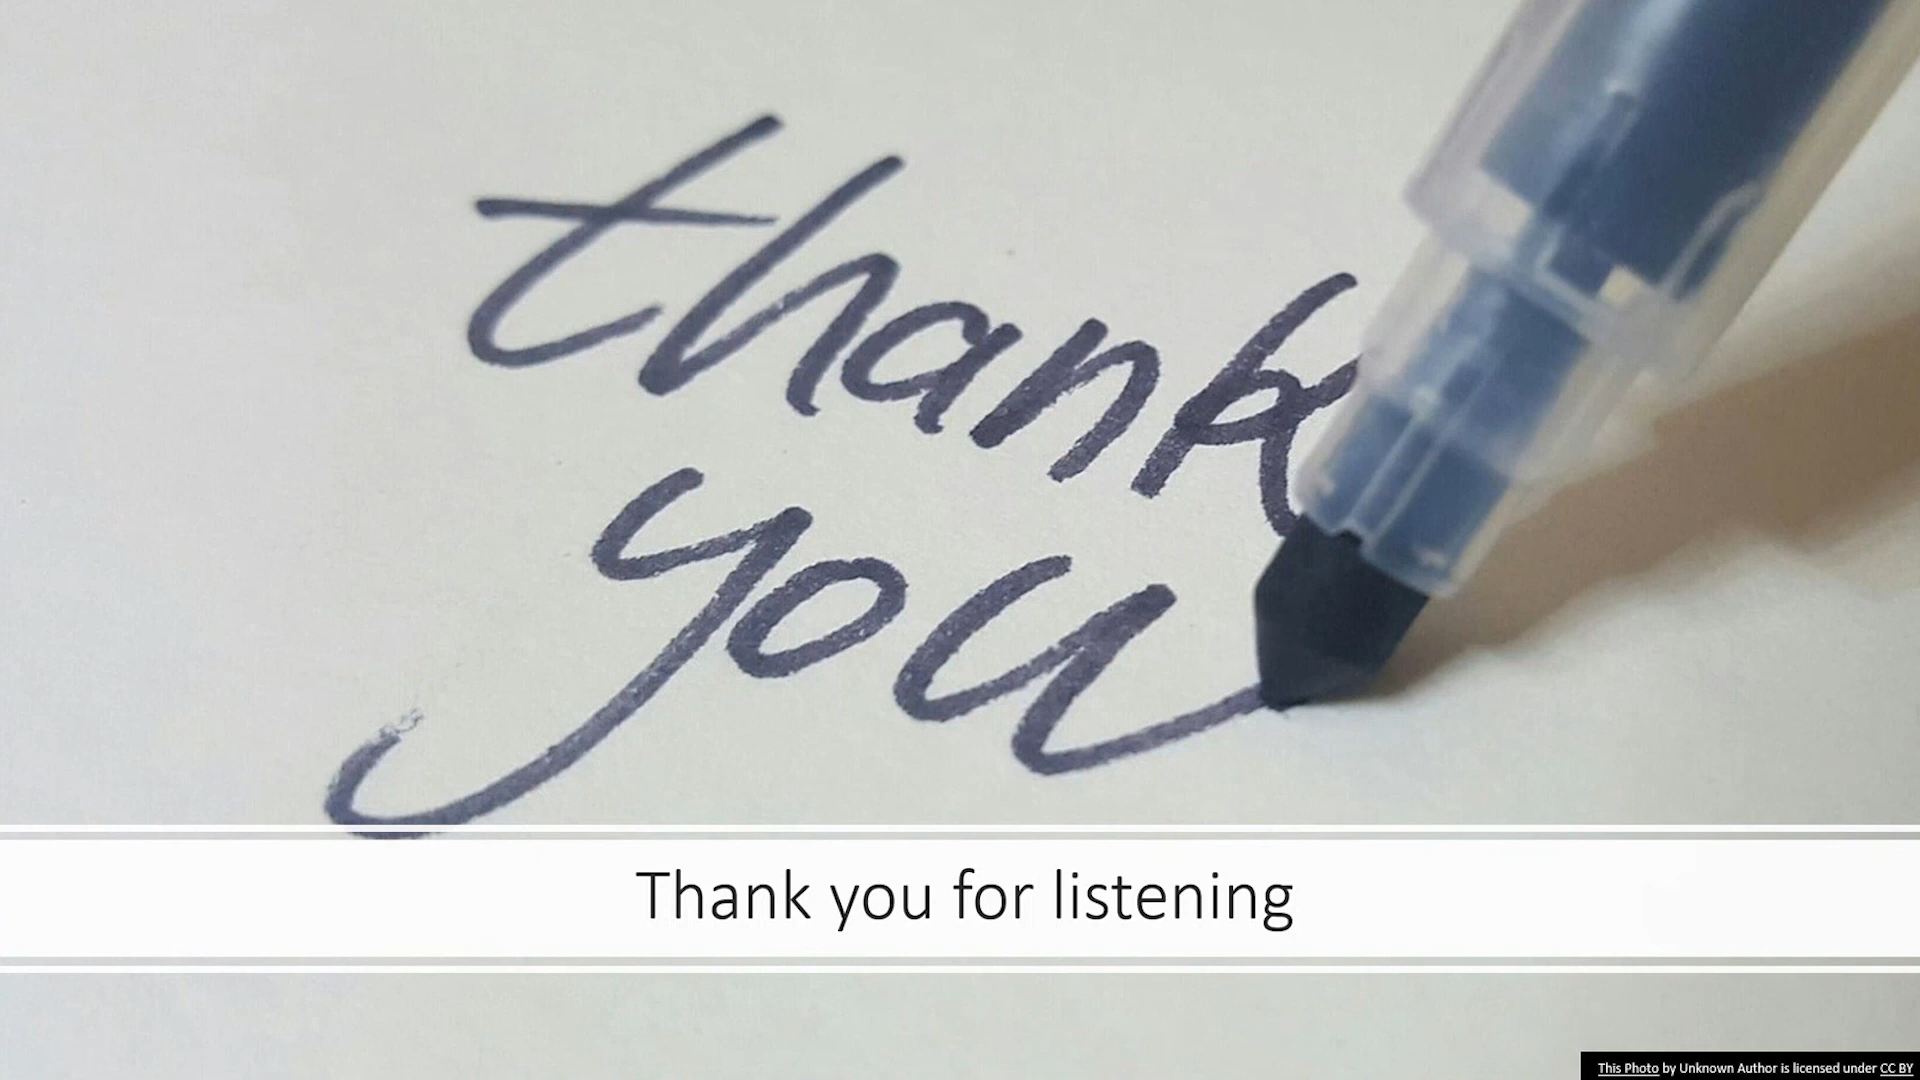 thank
you
Thank you for listening
This Photo by Unknown Author is licensed under CC BY